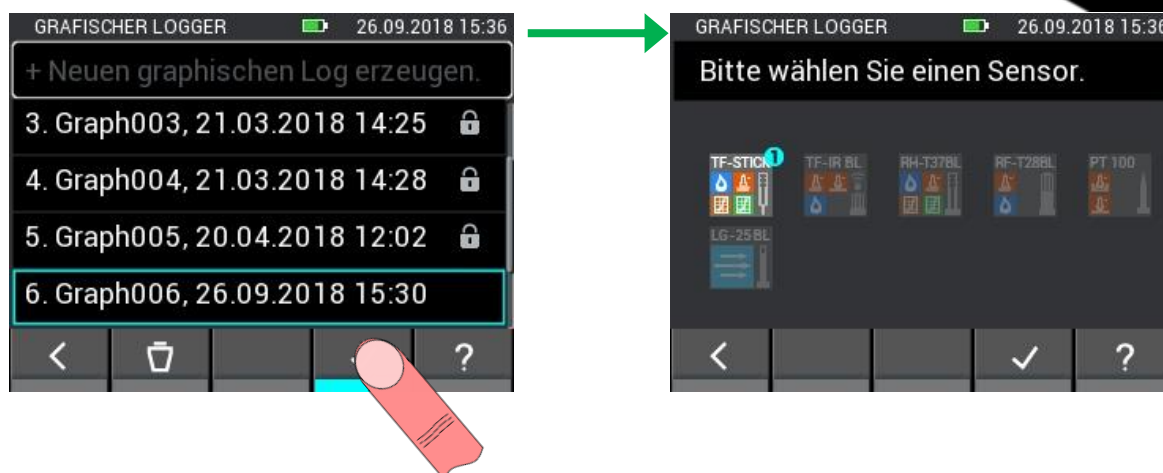 GRAFISCHER LOGGER 26.09.2018 15:36
+ Neuen graphischen Log erzeugen.
3. Graph003, 21.03.2018 14:25
4. Graph004, 21.03.2018 14:28
5. Graph005, 20.04.2018 12:02
6. Graph006, 26.09.2018 15:30
?
GRAFISCHER LOGGER 26.09.2018 15:36
Bitte wählen Sie einen Sensor.
TF-STICK 1 TF-IR BL RH-T37BL RF-T28BL PT 100
LG-25BL
?